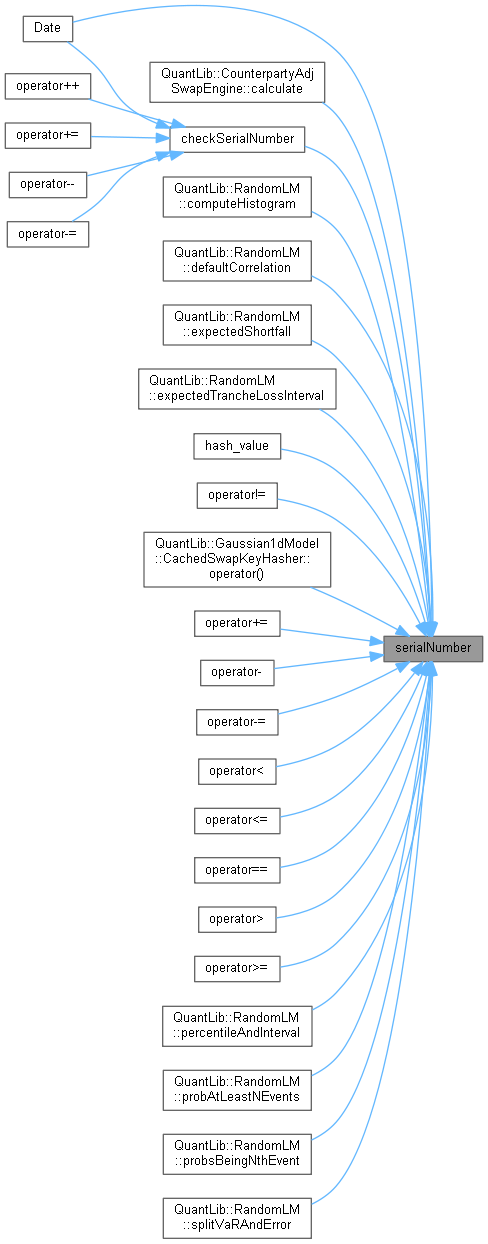 Date
operator++
operator+=
operator--
operator-=
QuantLib::CounterpartyAdj
SwapEngine::calculate
checkSerialNumber
QuantLib::RandomLM
::computeHistogram
QuantLib::RandomLM
::defaultCorrelation
QuantLib::RandomLM
::expectedShortfall
QuantLib::RandomLM
::expectedTrancheLossInterval
hash_value
operator!=
QuantLib::Gaussian1dModel
::CachedSwapKeyHasher::
operator()
operator+=
operator-
operator-=
operator<
operator<=
operator==
operator>
operator>=
QuantLib::RandomLM
::percentileAndInterval
QuantLib::RandomLM
::probAtLeastNEvents
QuantLib::RandomLM
::probsBeingNthEvent
QuantLib::RandomLM
::splitVaRAndError
serialNumber